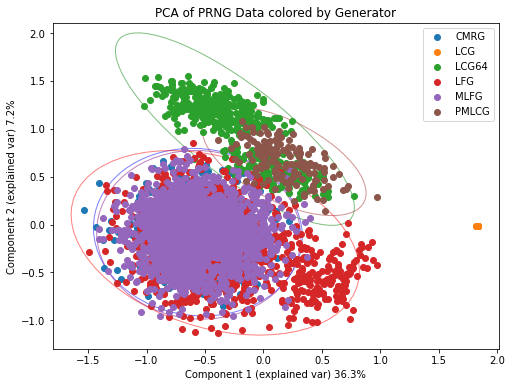 PCA of PRNG Data colored by Generator
CMRG
LCG
LCG64
LFG
MLFG
PMLCG
Component 2 (explained var) 7.2%
2.0
1.5
1.0
0.5
0.0
−0.5
−1.0
−1.5
−1.0
−0.5
0.0
0.5
1.0
1.5
2.0
Component 1 (explained var) 36.3%